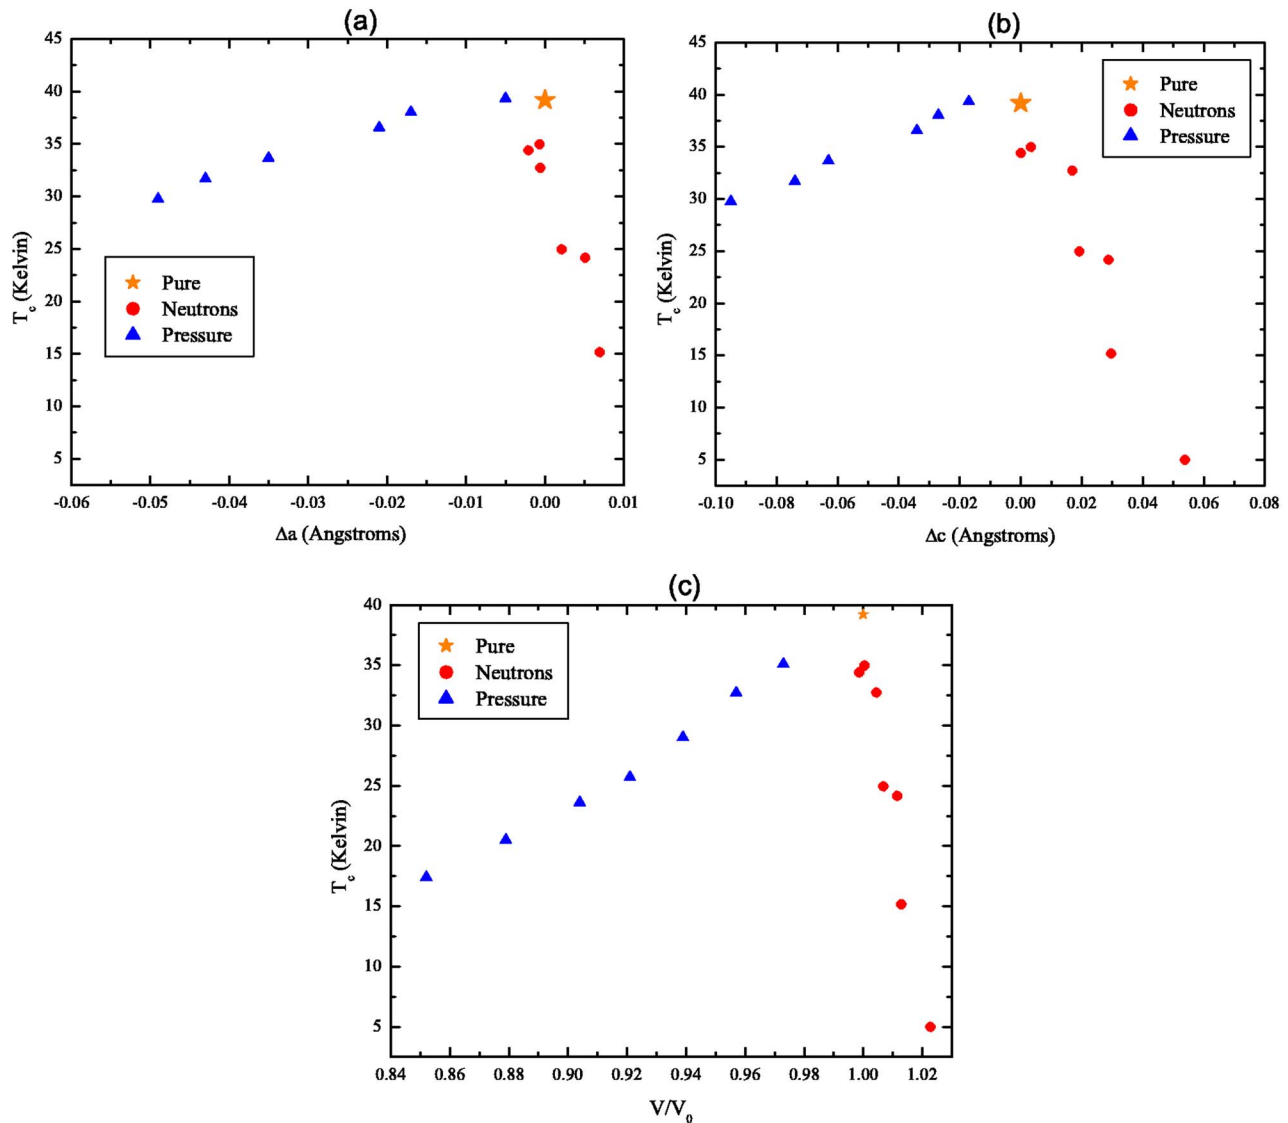 (a)
45
40
35
30
25
20
15
10
5
T_c (Kelvin)
Pure
Neutrons
Pressure
-0.06 -0.05 -0.04 -0.03 -0.02 -0.01 0.00 0.01
Δa (Angstroms)
(b)
45
40
35
30
25
20
15
10
5
T_c (Kelvin)
Pure
Neutrons
Pressure
-0.10 -0.08 -0.06 -0.04 -0.02 0.00 0.02 0.04 0.06 0.08
Δc (Angstroms)
(c)
40
35
30
25
20
15
10
5
T_c (Kelvin)
Pure
Neutrons
Pressure
0.84 0.86 0.88 0.90 0.92 0.94 0.96 0.98 1.00 1.02
V/V_0